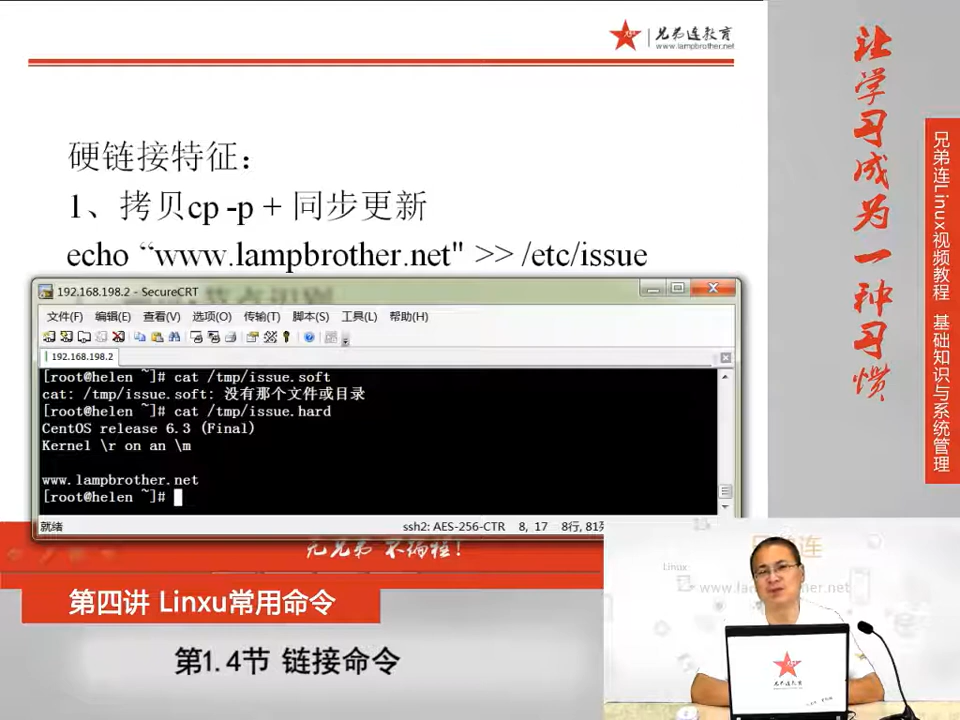 兄弟连教育
www.lampbrother.net
硬链接特征：
1、拷贝cp -p + 同步更新
echo “www.lampbrother.net" >> /etc/issue
192.168.198.2 - SecureCRT
文件(F) 编辑(E) 查看(V) 选项(O) 传输(T) 脚本(S) 工具(L) 帮助(H)
192.168.198.2
[root@helen ~]# cat /tmp/issue.soft
cat: /tmp/issue.soft: 没有那个文件或目录
[root@helen ~]# cat /tmp/issue.hard
CentOS release 6.3 (Final)
Kernel \r on an \m
www.lampbrother.net
[root@helen ~]#
就绪 ssh2: AES-256-CTR 8, 17 8行, 81
第四讲 Linxu常用命令
第1.4节 链接命令
让学习成为一种习惯
兄弟连Linux视频教程 基础知识与系统管理
Linux
兄弟连教育